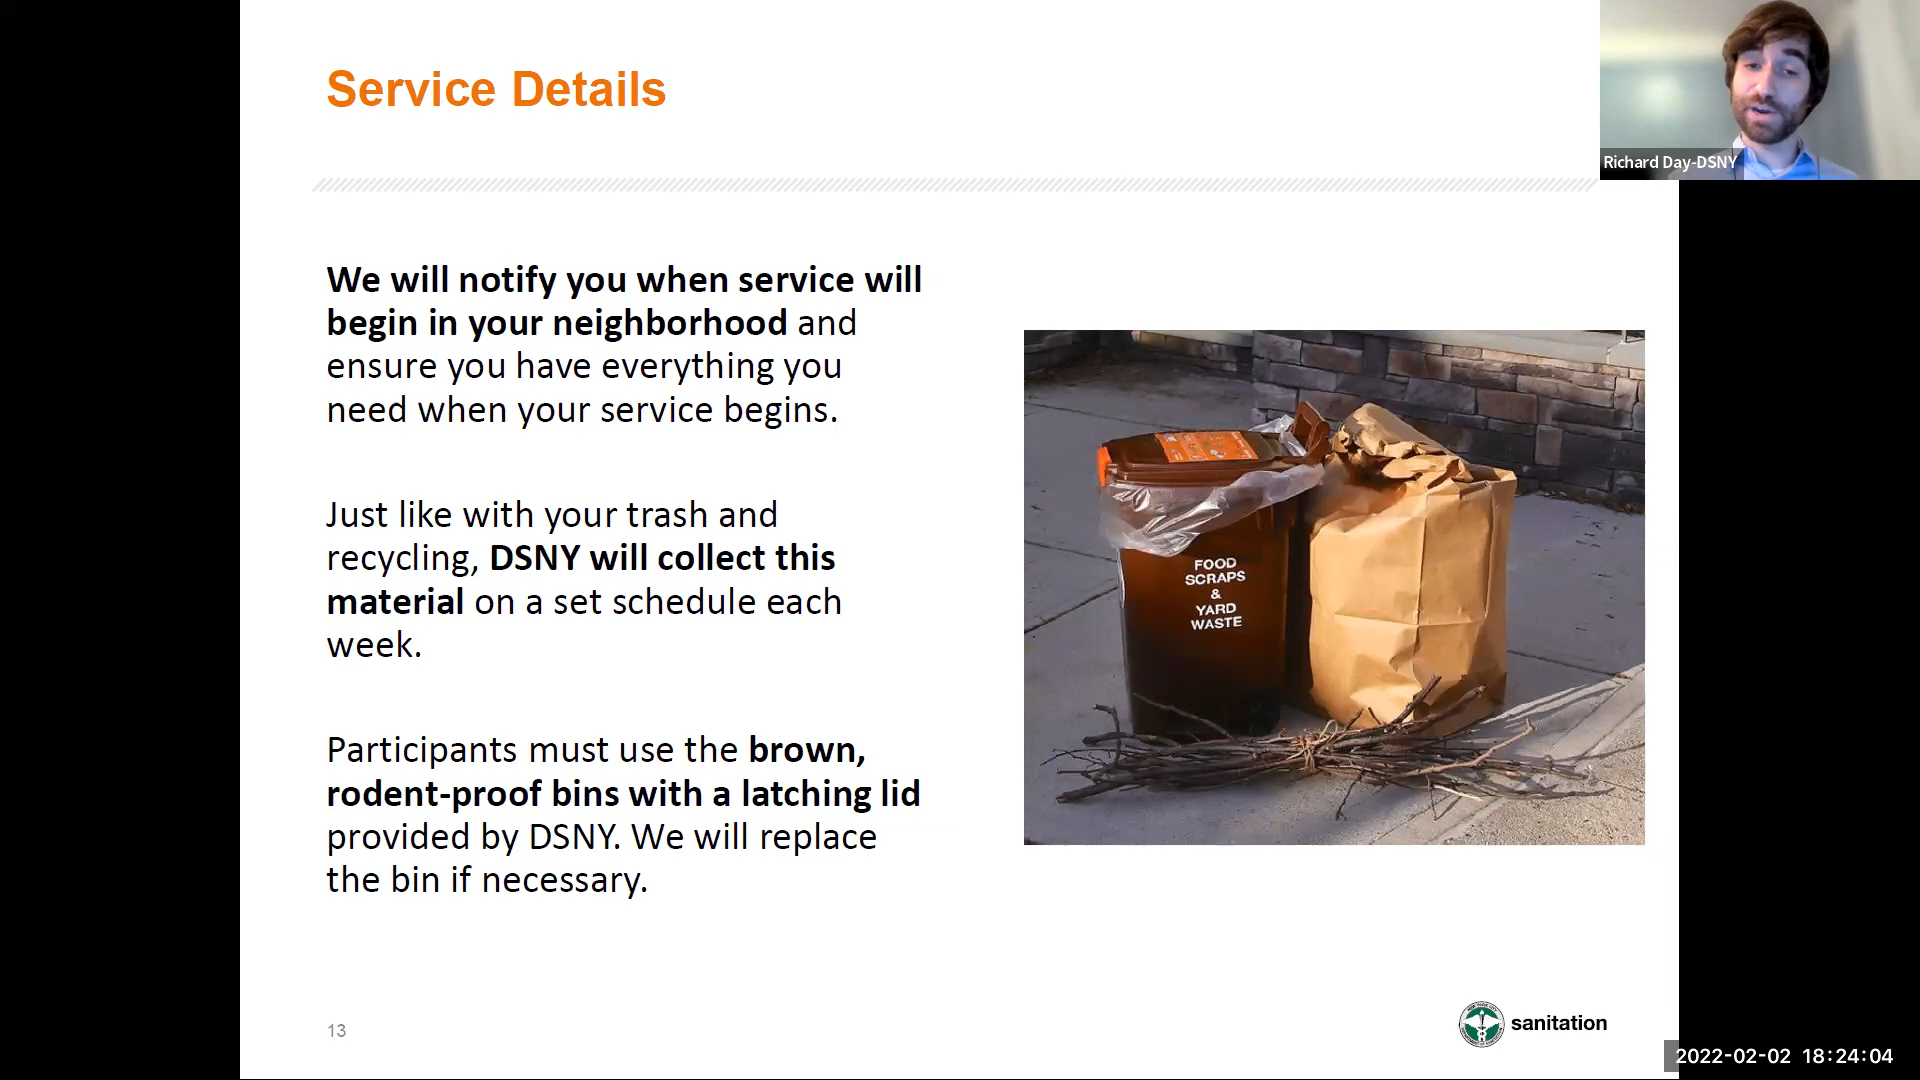 Service Details
Richard Day-DSNY
We will notify you when service will
begin in your neighborhood and
ensure you have everything you
need when your service begins.
Just like with your trash and
recycling, DSNY will collect this
material on a set schedule each
week.
Participants must use the brown,
rodent-proof bins with a latching lid
provided by DSNY. We will replace
the bin if necessary.
FOOD
SCRAPS
&
YARD
WASTE
13
sanitation
2022-02-02 18:24:04